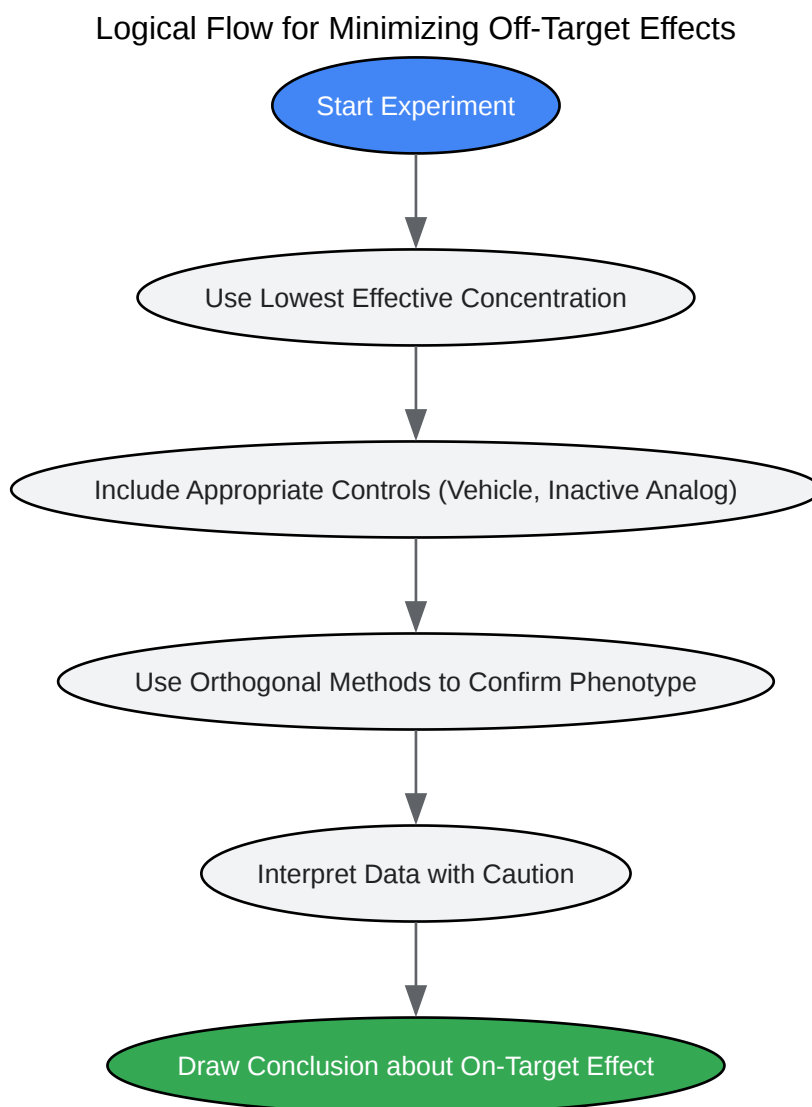 Logical Flow for Minimizing Off-Target Effects
Start Experiment
Use Lowest Effective Concentration
Include Appropriate Controls (Vehicle, Inactive Analog)
Use Orthogonal Methods to Confirm Phenotype
Interpret Data with Caution
Draw Conclusion about On-Target Effect